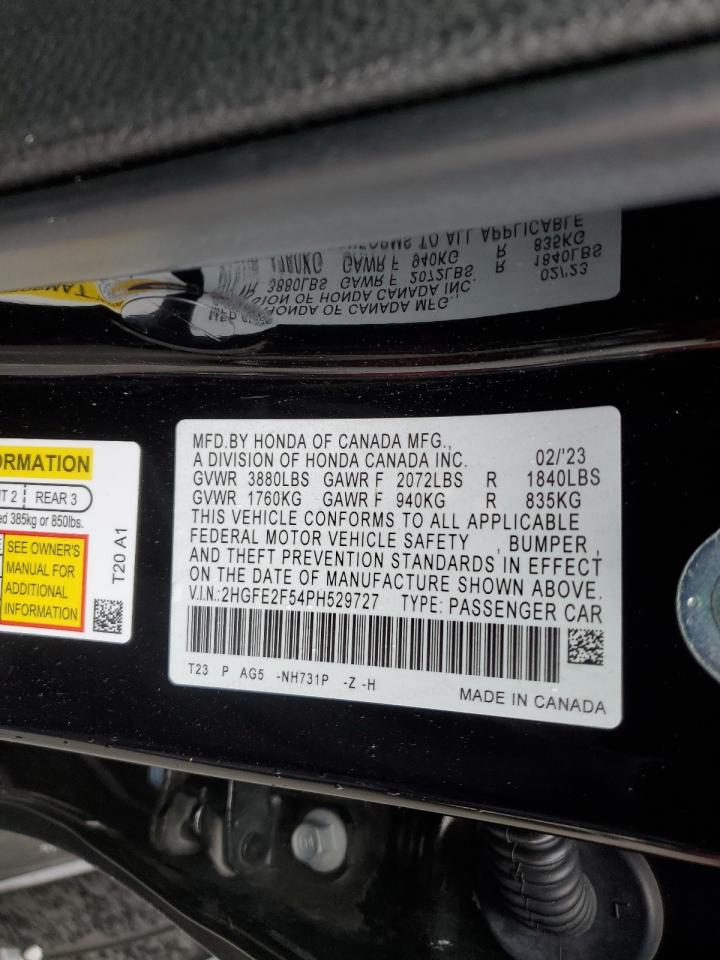 ORMATION
T 2 REAR 3
ed 385kg or 850lbs.
SEE OWNER'S
MANUAL FOR
ADDITIONAL
INFORMATION
T20 A1
MFD.BY HONDA OF CANADA MFG.,
A DIVISION OF HONDA CANADA INC. 02/'23
GVWR 3880LBS GAWR F 2072LBS R 1840LBS
GVWR 1760KG GAWR F 940KG R 835KG
THIS VEHICLE CONFORMS TO ALL APPLICABLE
FEDERAL MOTOR VEHICLE SAFETY , BUMPER ,
AND THEFT PREVENTION STANDARDS IN EFFECT
ON THE DATE OF MANUFACTURE SHOWN ABOVE.
V.I.N.:2HGFE2F54PH529727 TYPE: PASSENGER CAR
T23 P AG5 -NH731P -Z -H
MADE IN CANADA